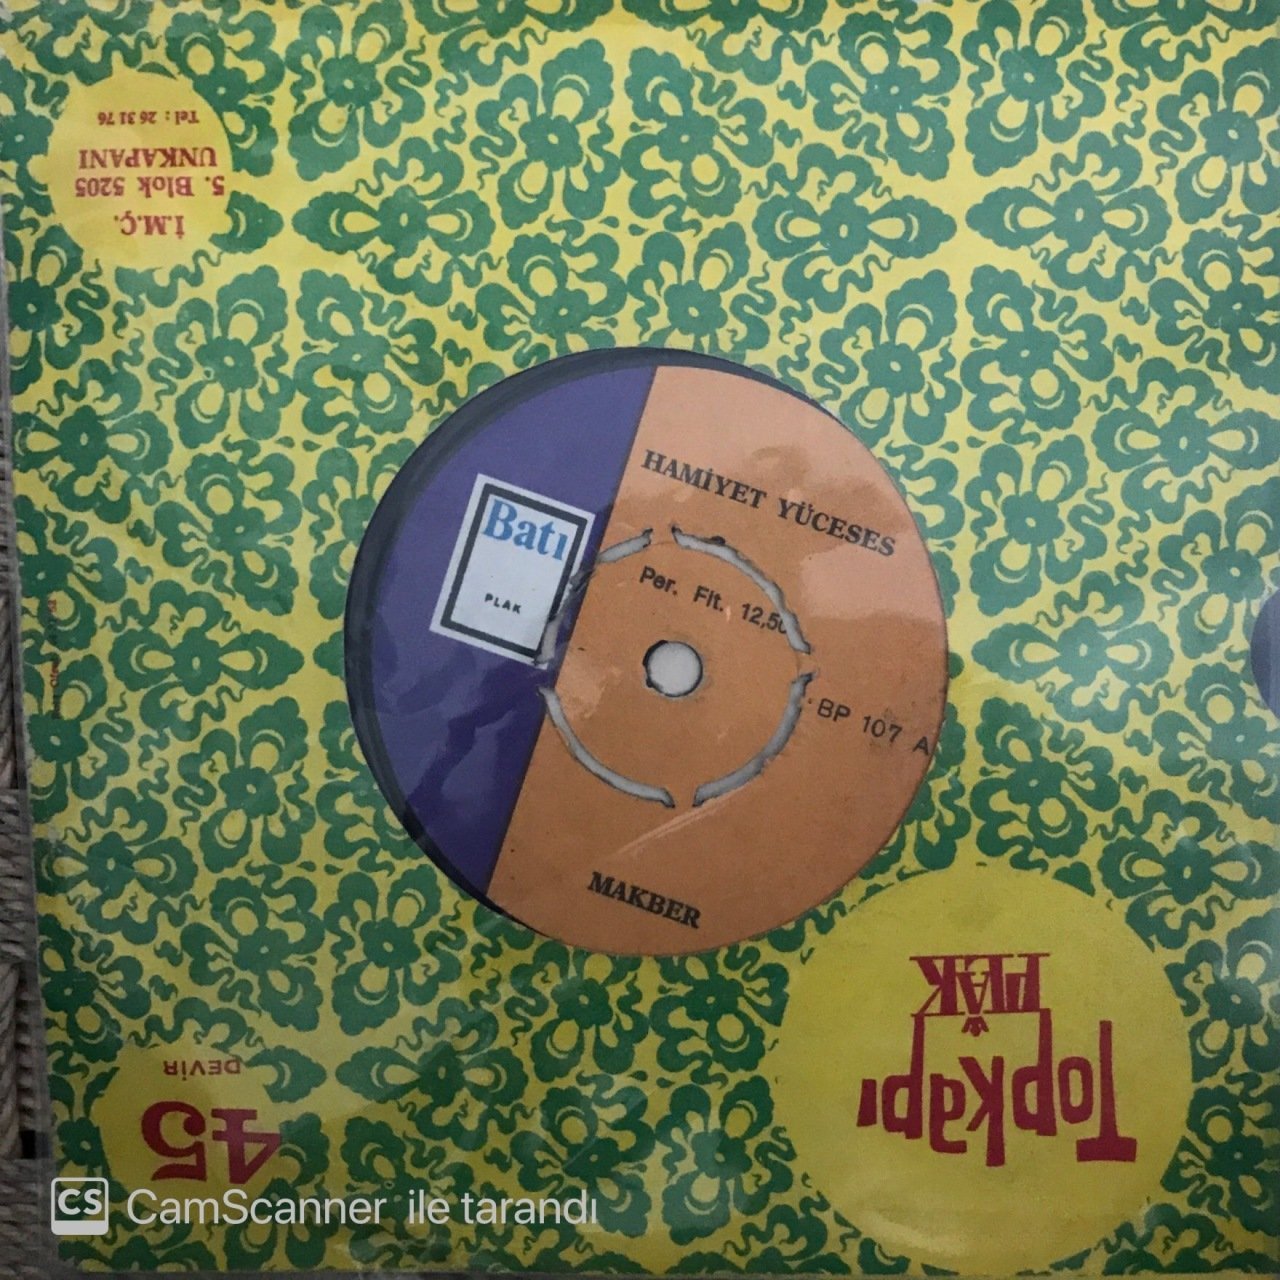 Tel : 26 31 76
UNKAPANI
5. Blok 5205
İ.M.Ç.
HAMİYET YÜCESES
Batı
PLAK
Per. Fit. 12,50
BP 107 A
MAKBER
PLAK
Topkapı
DEVİR
45
CS CamScanner ile tarandı